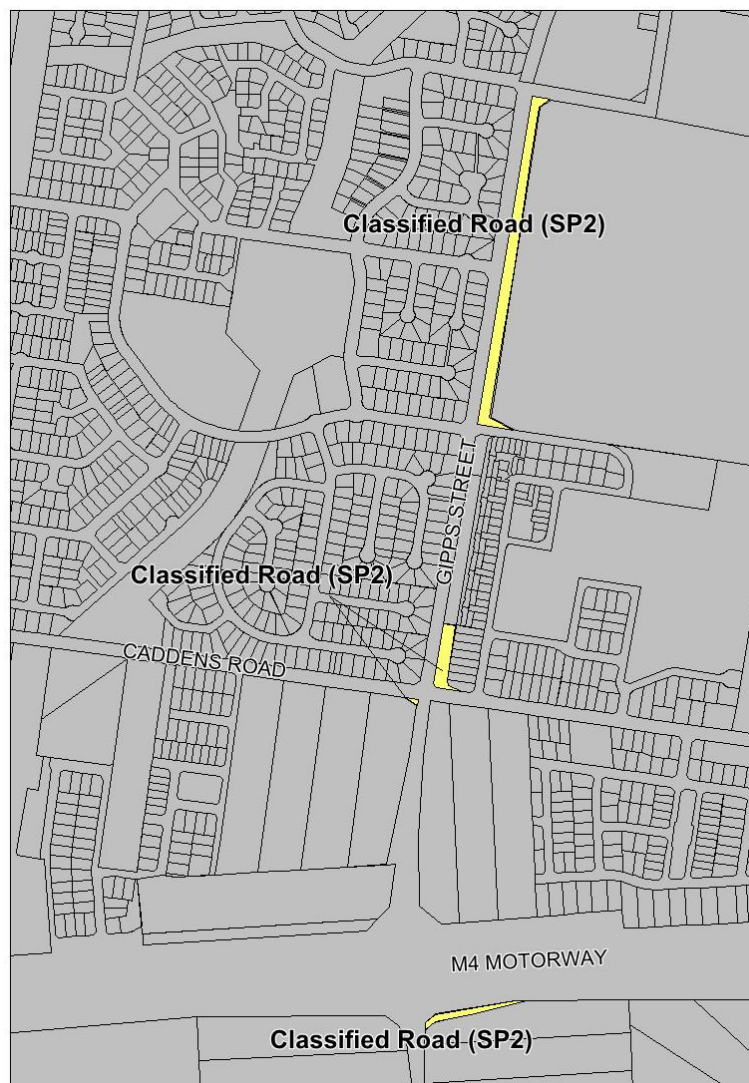 Classified Road (SP2)
GIPPS STREET
Classified Road (SP2)
CADDENS ROAD
M4 MOTORWAY
Classified Road (SP2)